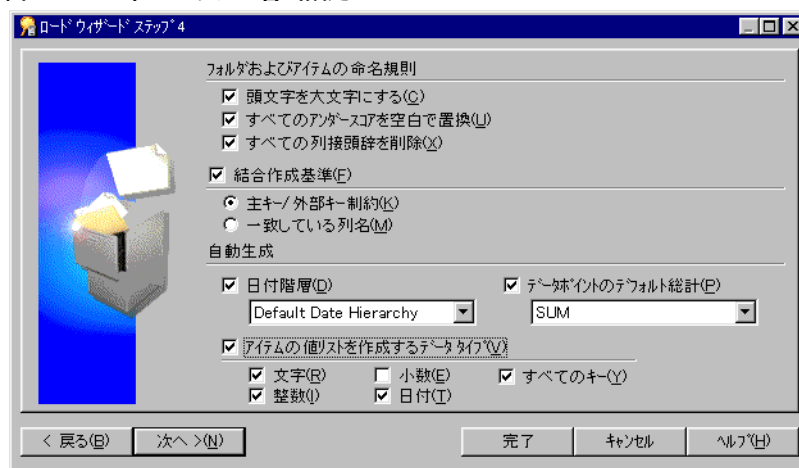 ロード ウィザード ステップ 4
フォルダおよびアイテムの命名規則
頭文字を大文字にする(C)
すべてのアンダースコアを空白で置換(U)
すべての列接頭辞を削除(X)
結合作成基準(F)
主キー/外部キー制約(K)
一致している列名(M)
自動生成
日付階層(D) データポイントのデフォルト総計(P)
Default Date Hierarchy SUM
アイテムの値リストを作成するデータ タイプ(V)
文字(R) 小数(E) すべてのキー(Y)
整数(I) 日付(T)
< 戻る(B) 次へ >(N) 完了 キャンセル ヘルプ(H)